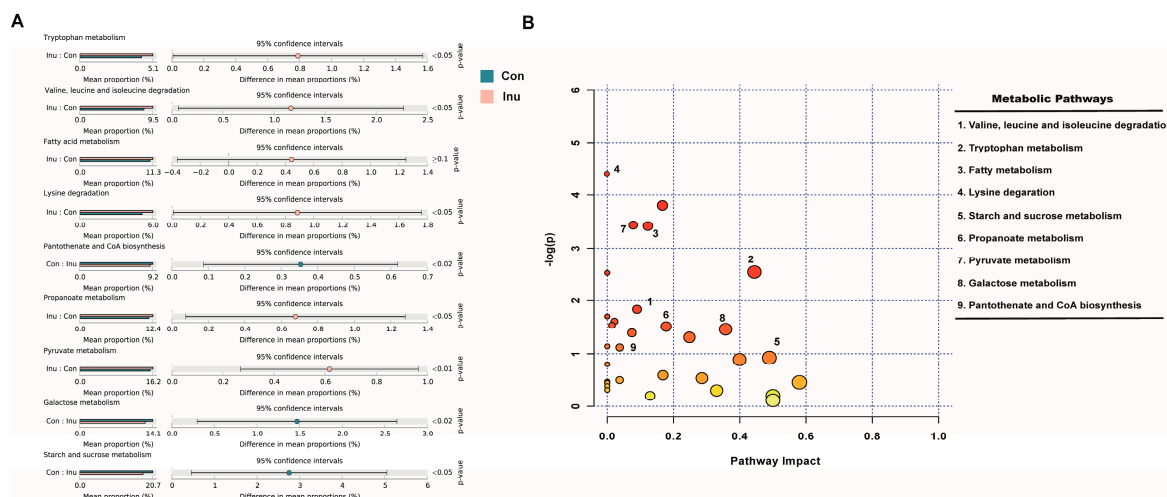 A
B
Tryptophan metabolism
95% confidence intervals
Inu : Con
<0.05
p-value
0.0 5.1 0.0 0.2 0.4 0.6 0.8 1.0 1.2 1.4 1.6
Mean proportion (%) Difference in mean proportions (%)
Valine, leucine and isoleucine degradation
95% confidence intervals
Inu : Con
<0.05
p-value
0.0 9.5 0.0 0.5 1.0 1.5 2.0 2.5
Mean proportion (%) Difference in mean proportions (%)
Fatty acid metabolism
95% confidence intervals
Inu : Con
≥0.1
p-value
0.0 11.3 −0.4 −0.2 0.0 0.2 0.4 0.6 0.8 1.0 1.2 1.4
Mean proportion (%) Difference in mean proportions (%)
Lysine degradation
95% confidence intervals
Inu : Con
<0.05
p-value
0.0 6.0 0.0 0.2 0.4 0.6 0.8 1.0 1.2 1.4 1.6 1.8
Mean proportion (%) Difference in mean proportions (%)
Pantothenate and CoA biosynthesis
95% confidence intervals
Con : Inu
<0.02
p-value
0.0 9.2 0.0 0.1 0.2 0.3 0.4 0.5 0.6 0.7
Mean proportion (%) Difference in mean proportions (%)
Propanoate metabolism
95% confidence intervals
Inu : Con
<0.05
p-value
0.0 12.4 0.0 0.2 0.4 0.6 0.8 1.0 1.2 1.4
Mean proportion (%) Difference in mean proportions (%)
Pyruvate metabolism
95% confidence intervals
Inu : Con
<0.01
p-value
0.0 16.2 0.0 0.2 0.4 0.6 0.8 1.0
Mean proportion (%) Difference in mean proportions (%)
Galactose metabolism
95% confidence intervals
Con : Inu
<0.02
p-value
0.0 14.1 0.0 0.5 1.0 1.5 2.0 2.5 3.0
Mean proportion (%) Difference in mean proportions (%)
Starch and sucrose metabolism
95% confidence intervals
Con : Inu
<0.05
p-value
0.0 20.7 0 1 2 3 4 5 6
Mean proportion (%) Difference in mean proportions (%)
Con
Inu
-log(p)
6
5
4
3
2
1
0
4
7
3
2
1
6
8
9
5
0.0 0.2 0.4 0.6 0.8 1.0
Pathway Impact
Metabolic Pathways
1. Valine, leucine and isoleucine degradatio
2. Tryptophan metabolism
3. Fatty metabolism
4. Lysine degaration
5. Starch and sucrose metabolism
6. Propanoate metabolism
7. Pyruvate metabolism
8. Galactose metabolism
9. Pantothenate and CoA biosynthesis